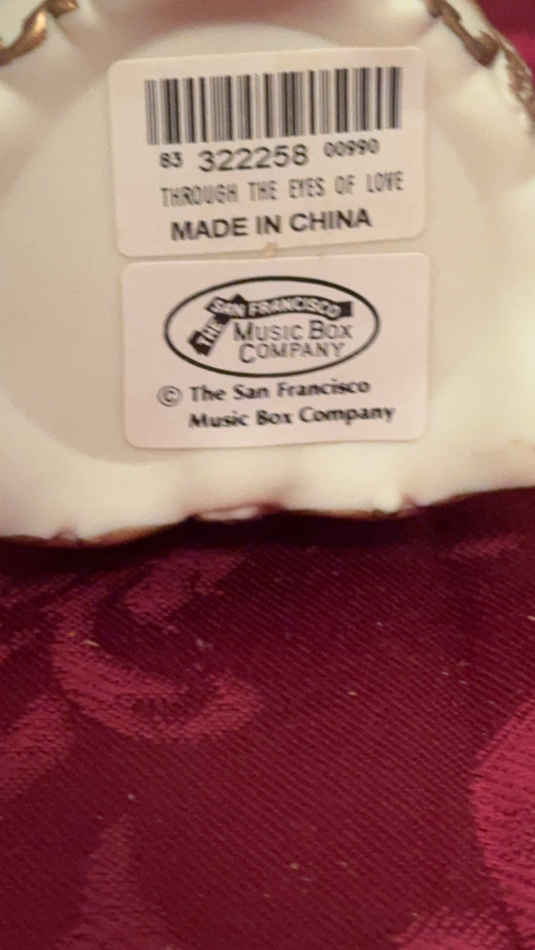 83 322258 00990
THROUGH THE EYES OF LOVE
MADE IN CHINA
THE SAN FRANCISCO
MUSIC BOX
COMPANY
© The San Francisco
Music Box Company